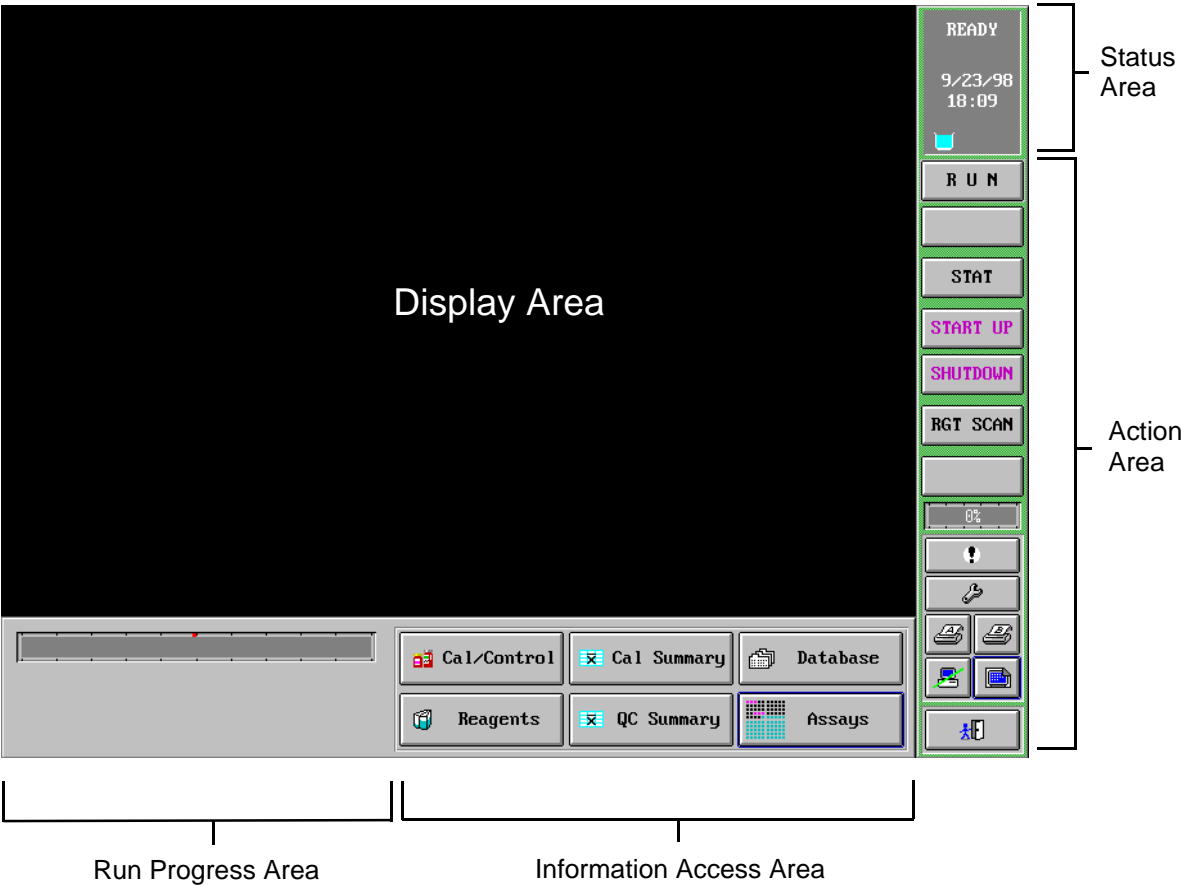 READY
9/23/98
18:09
Status
Area
R U N
STAT
START UP
SHUTDOWN
RGT SCAN
0%
!
A
B
Action
Area
Display Area
Cal/Control
x Cal Summary
Database
Reagents
x QC Summary
Assays
Run Progress Area
Information Access Area